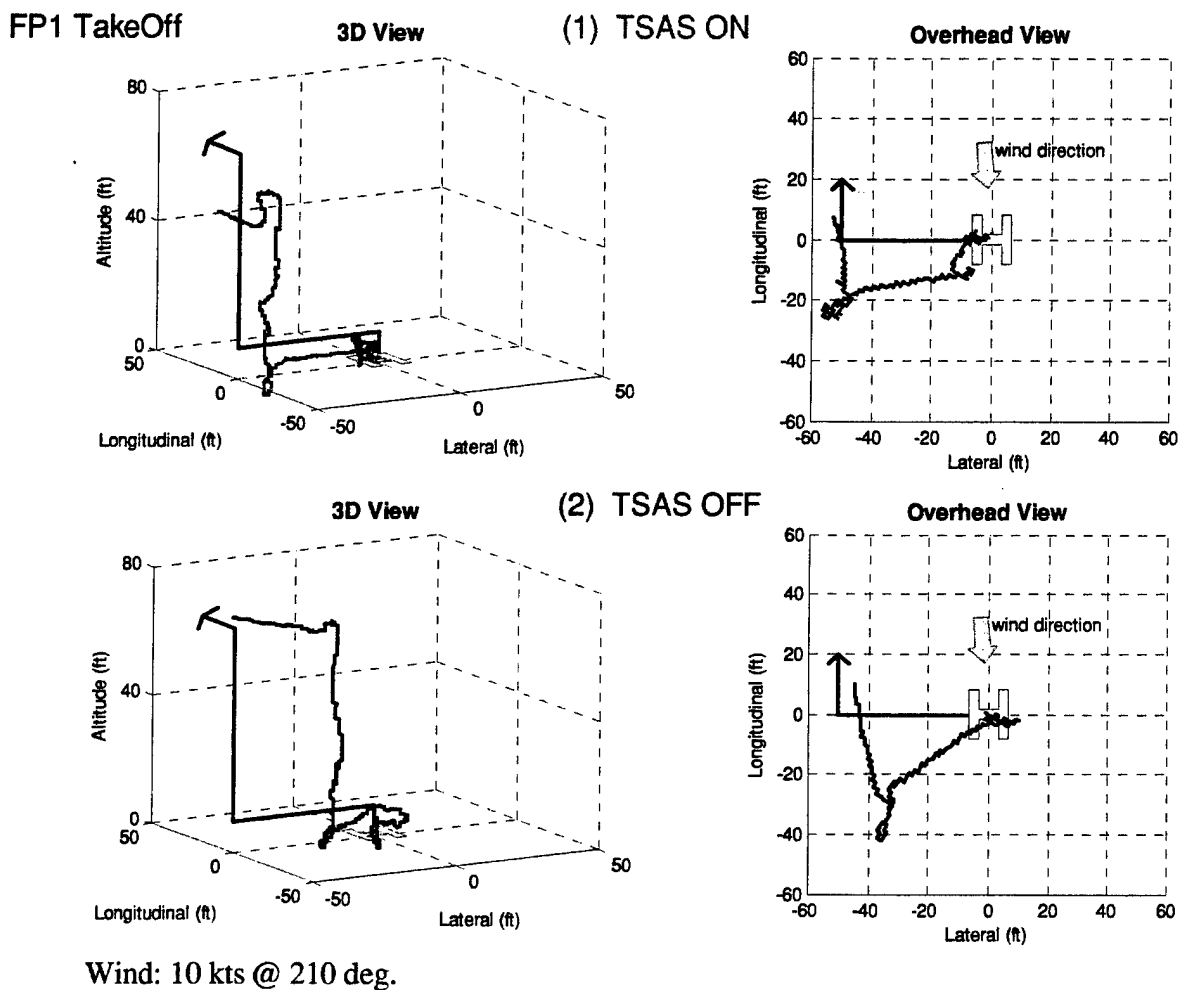 FP1 TakeOff
3D View
(1) TSAS ON
Overhead View
80
40
0
Altitude (ft)
50
0
-50
Longitudinal (ft)
-50
0
50
Lateral (ft)
60
40
20
0
-20
-40
-60
Longitudinal (ft)
wind direction
-60
-40
-20
0
20
40
60
Lateral (ft)
3D View
(2) TSAS OFF
Overhead View
80
40
0
Altitude (ft)
50
0
-50
Longitudinal (ft)
-50
0
50
Lateral (ft)
60
40
20
0
-20
-40
-60
Longitudinal (ft)
wind direction
-60
-40
-20
0
20
40
60
Lateral (ft)
Wind: 10 kts @ 210 deg.